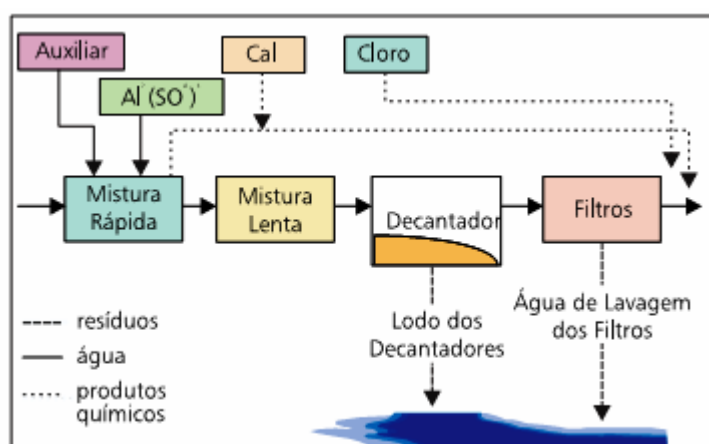 Auxiliar
Cal
Cloro
Al'(SO*)'
Mistura
Rápida
Mistura
Lenta
Decantador
Filtros
resíduos
água
produtos
químicos
Lodo dos
Decantadores
Água de Lavagem
dos Filtros